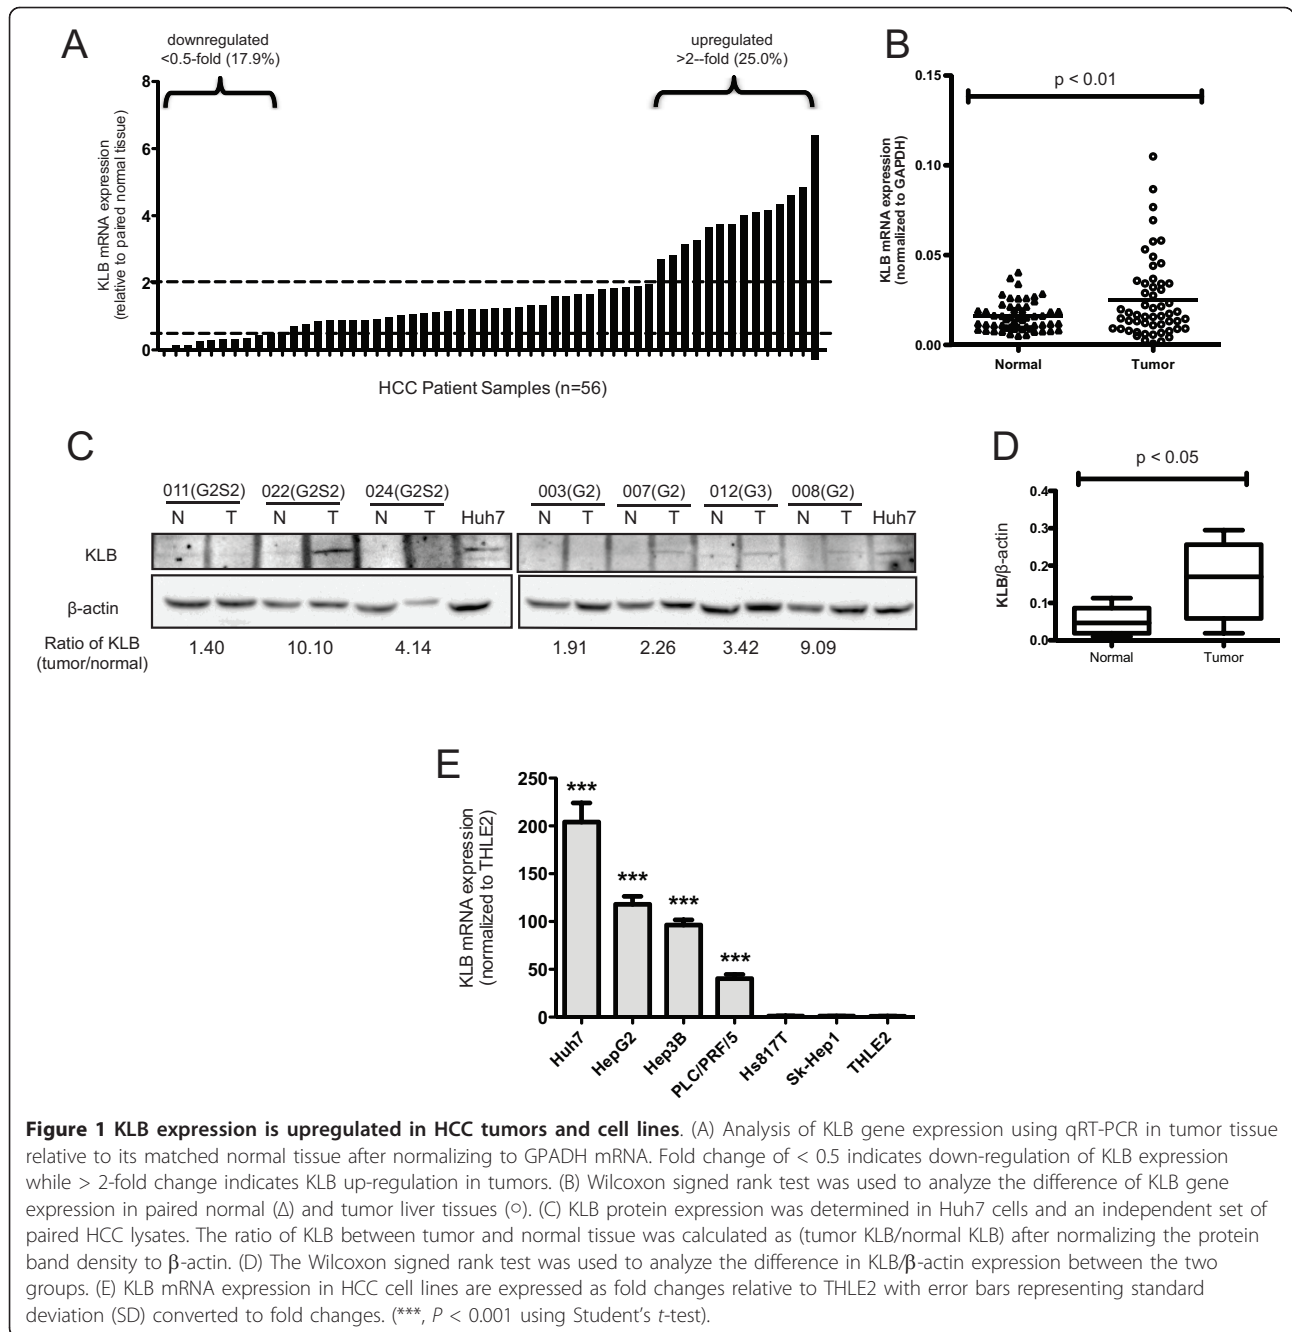 A
downregulated
<0.5-fold (17.9%)
upregulated
>2--fold (25.0%)
KLB mRNA expression
(relative to paired normal tissue)
8
6
4
2
0
HCC Patient Samples (n=56)
B
p < 0.01
KLB mRNA expression
(normalized to GAPDH)
0.15
0.10
0.05
0.00
Normal
Tumor
C
011(G2S2) 022(G2S2) 024(G2S2)
N T N T N T Huh7
003(G2) 007(G2) 012(G3) 008(G2)
N T N T N T N T Huh7
KLB
β-actin
Ratio of KLB
(tumor/normal)
1.40 10.10 4.14 1.91 2.26 3.42 9.09
D
p < 0.05
KLB/β-actin
0.4
0.3
0.2
0.1
0.0
Normal
Tumor
E
KLB mRNA expression
(normalized to THLE2)
250
200
150
100
50
0
***
***
***
***
Huh7
HepG2
Hep3B
PLC/PRF/5
Hs817T
Sk-Hep1
THLE2
Figure 1 KLB expression is upregulated in HCC tumors and cell lines. (A) Analysis of KLB gene expression using qRT-PCR in tumor tissue
relative to its matched normal tissue after normalizing to GPADH mRNA. Fold change of < 0.5 indicates down-regulation of KLB expression
while > 2-fold change indicates KLB up-regulation in tumors. (B) Wilcoxon signed rank test was used to analyze the difference of KLB gene
expression in paired normal (Δ) and tumor liver tissues (○). (C) KLB protein expression was determined in Huh7 cells and an independent set of
paired HCC lysates. The ratio of KLB between tumor and normal tissue was calculated as (tumor KLB/normal KLB) after normalizing the protein
band density to β-actin. (D) The Wilcoxon signed rank test was used to analyze the difference in KLB/β-actin expression between the two
groups. (E) KLB mRNA expression in HCC cell lines are expressed as fold changes relative to THLE2 with error bars representing standard
deviation (SD) converted to fold changes. (***, P < 0.001 using Student's t-test).